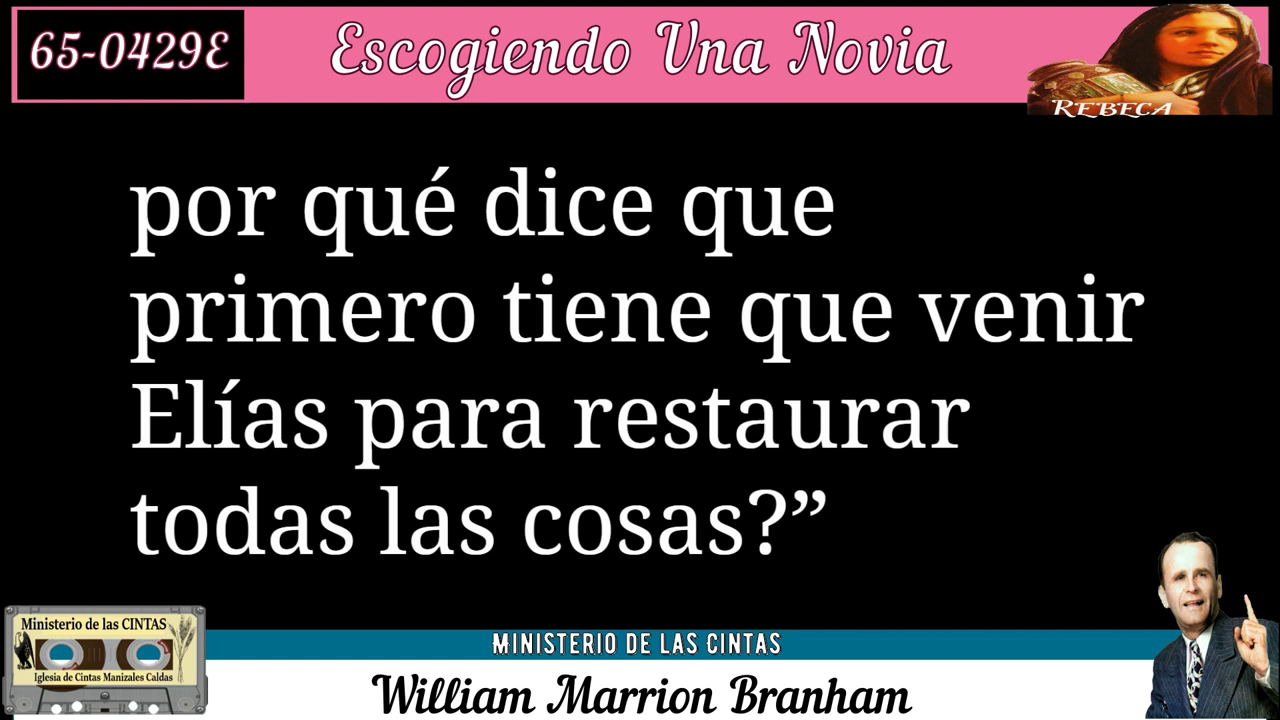 65-0429E
Escogiendo Una Novia
REBECA
por qué dice que
primero tiene que venir
Elías para restaurar
todas las cosas?”
Ministerio de las CINTAS
Iglesia de Cintas Manizales Caldas
MINISTERIO DE LAS CINTAS
William Marrion Branham